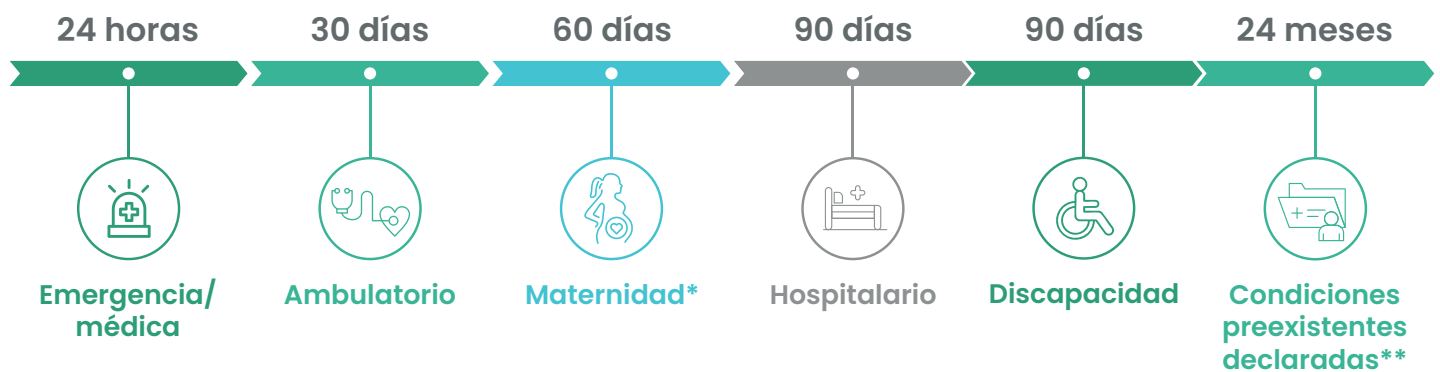 24 horas
30 días
60 días
90 días
90 días
24 meses
Emergencia/
médica
Ambulatorio
Maternidad*
Hospitalario
Discapacidad
Condiciones
preexistentes
declaradas**